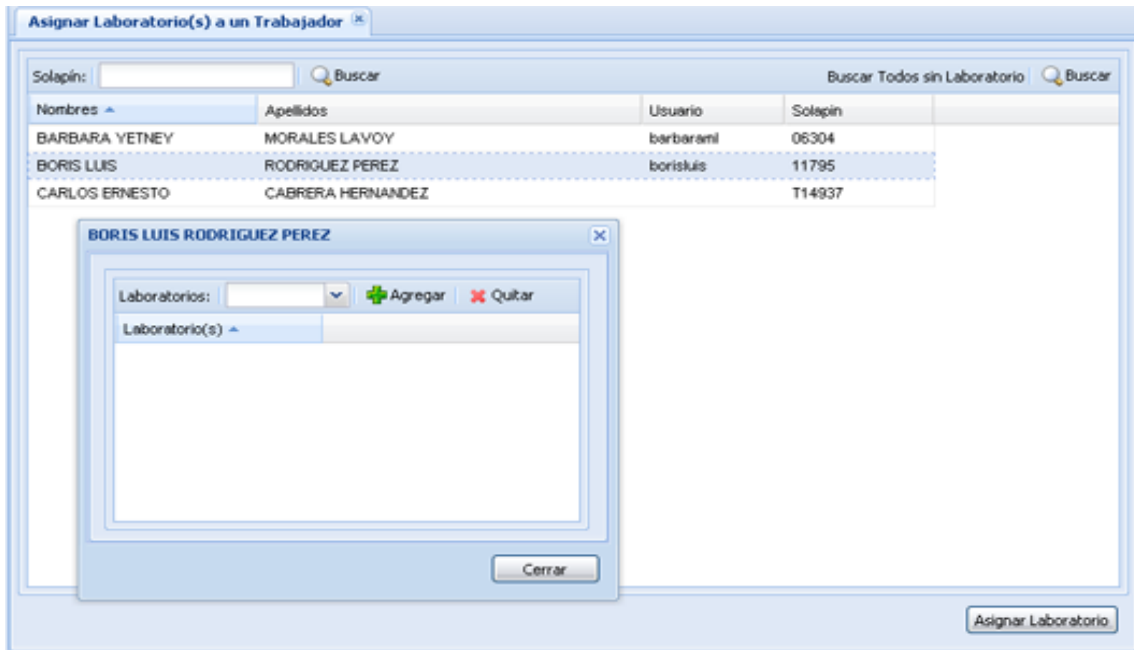 Asignar Laboratorio(s) a un Trabajador
Solapín: Buscar Buscar Todos sin Laboratorio Buscar
Nombres Apellidos Usuario Solapin
BARBARA YETNEY MORALES LAVOY barbaraml 06304
BORIS LUIS RODRIGUEZ PEREZ borisluis 11795
CARLOS ERNESTO CABRERA HERNANDEZ T14937
BORIS LUIS RODRIGUEZ PEREZ
Laboratorios: Agregar Quitar
Laboratorio(s)
Cerrar
Asignar Laboratorio